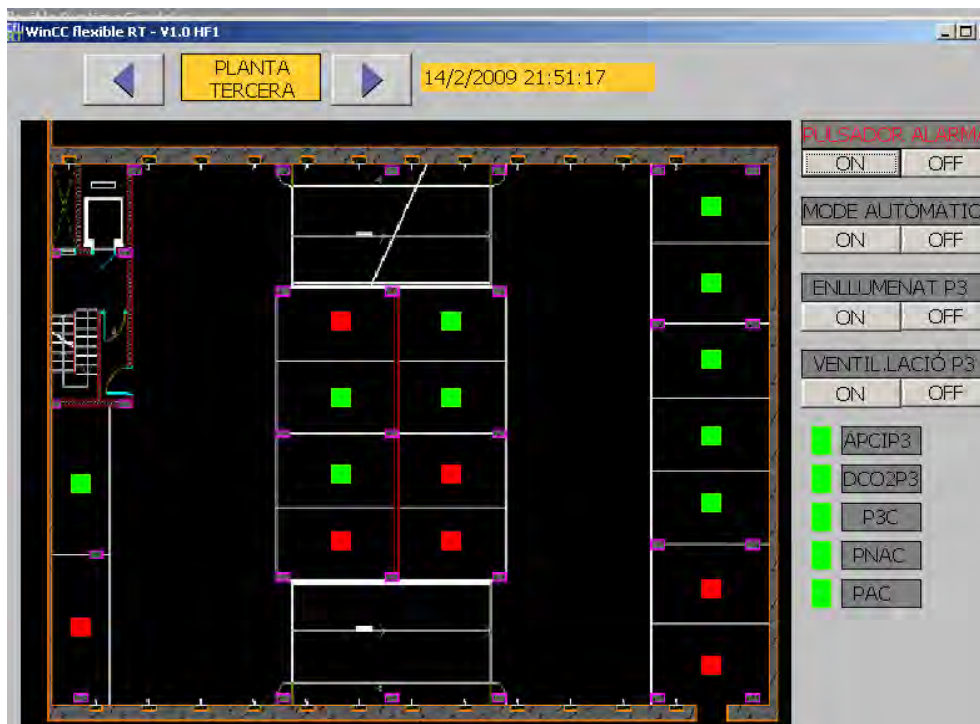 WinCC flexible RT - V1.0 HF1
PLANTA
TERCERA
14/2/2009 21:51:17
PULSADOR ALARMA
ON OFF
MODE AUTÒMÀTIC
ON OFF
ENLLUMENAT P3
ON OFF
VENTIL.LACIÓ P3
ON OFF
APCIP3
DCO2P3
P3C
PNAC
PAC